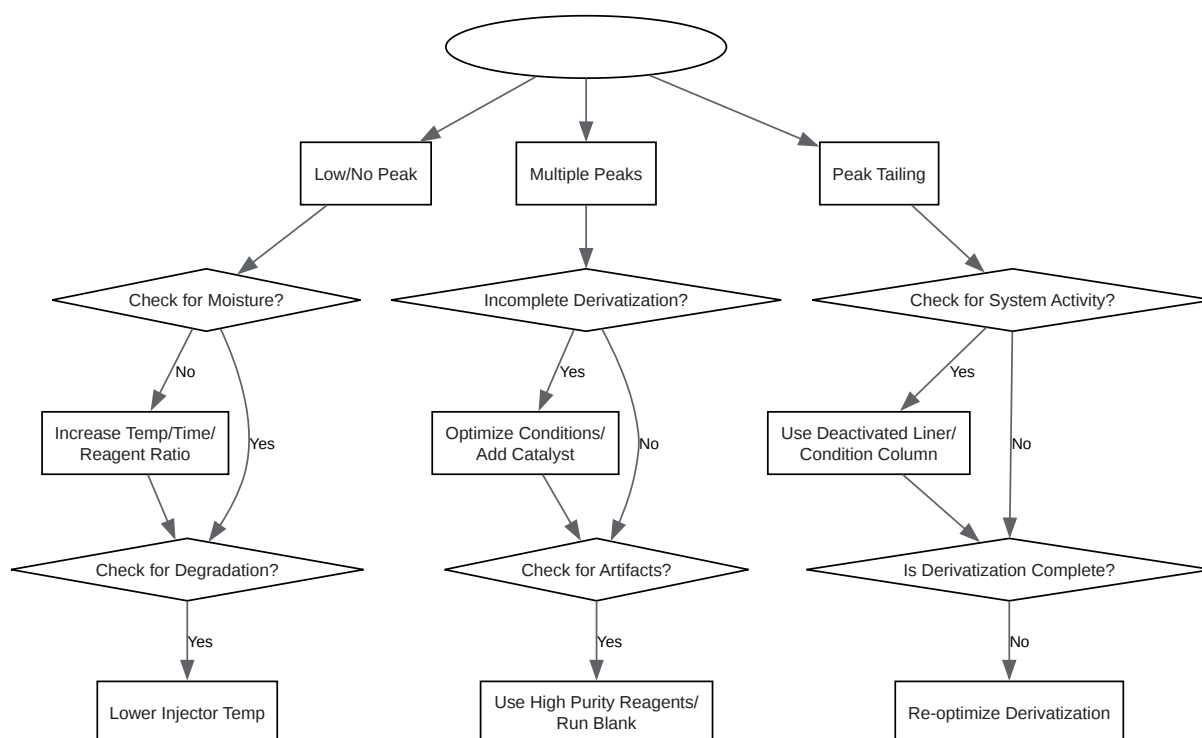 Low/No Peak
Multiple Peaks
Peak Tailing
Check for Moisture?
Incomplete Derivatization?
Check for System Activity?
No
Yes
Yes
Increase Temp/Time/
Reagent Ratio
Yes
Optimize Conditions/
Add Catalyst
No
Use Deactivated Liner/
Condition Column
No
Check for Degradation?
Check for Artifacts?
Is Derivatization Complete?
Yes
Yes
No
Lower Injector Temp
Use High Purity Reagents/
Run Blank
Re-optimize Derivatization